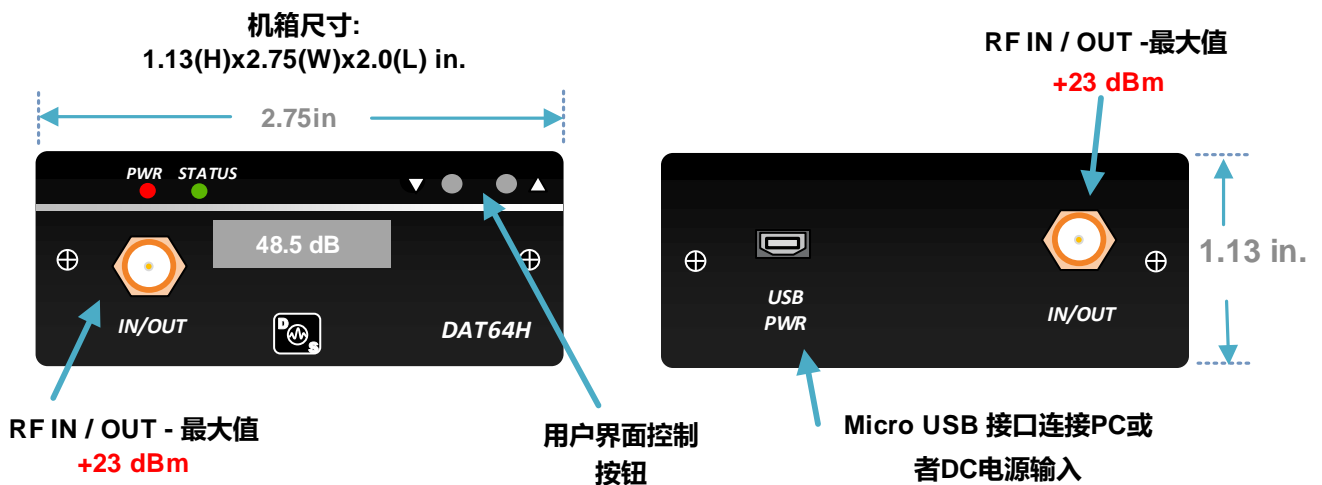 机箱尺寸:
1.13(H)x2.75(W)x2.0(L) in.
2.75in
PWR STATUS
48.5 dB
IN/OUT
D
S
DAT64H
RF IN / OUT - 最大值
+23 dBm
用户界面控制
按钮
RF IN / OUT -最大值
+23 dBm
1.13 in.
USB
PWR
IN/OUT
Micro USB 接口连接PC或
者DC电源输入